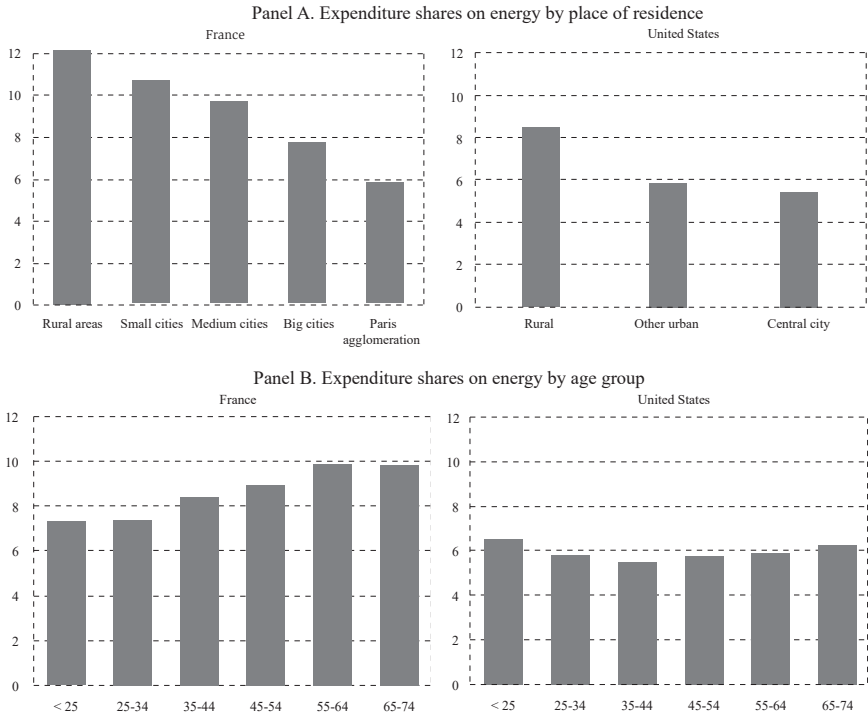 Panel A. Expenditure shares on energy by place of residence
France
12
10
8
6
4
2
0
Rural areas Small cities Medium cities Big cities Paris
agglomeration
United States
12
10
8
6
4
2
0
Rural Other urban Central city
Panel B. Expenditure shares on energy by age group
France
12
10
8
6
4
2
0
< 25 25-34 35-44 45-54 55-64 65-74
United States
12
10
8
6
4
2
0
< 25 25-34 35-44 45-54 55-64 65-74